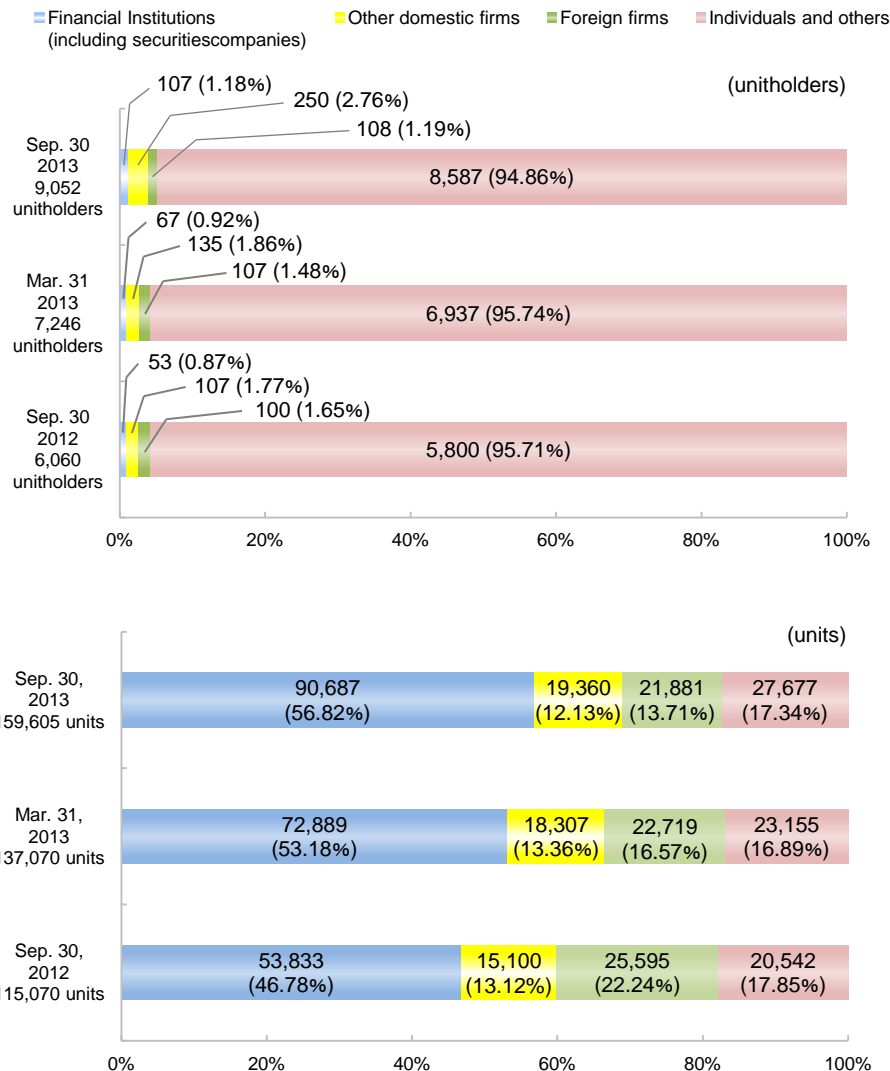 Financial Institutions
(including securitiescompanies)
Other domestic firms
Foreign firms
Individuals and others
(unitholders)
107 (1.18%)
250 (2.76%)
108 (1.19%)
Sep. 30
2013
9,052
unitholders
8,587 (94.86%)
67 (0.92%)
135 (1.86%)
107 (1.48%)
Mar. 31
2013
7,246
unitholders
6,937 (95.74%)
53 (0.87%)
107 (1.77%)
100 (1.65%)
Sep. 30
2012
6,060
unitholders
5,800 (95.71%)
0% 20% 40% 60% 80% 100%
(units)
Sep. 30,
2013
159,605 units
90,687
(56.82%)
19,360
(12.13%)
21,881
(13.71%)
27,677
(17.34%)
Mar. 31,
2013
137,070 units
72,889
(53.18%)
18,307
(13.36%)
22,719
(16.57%)
23,155
(16.89%)
Sep. 30,
2012
115,070 units
53,833
(46.78%)
15,100
(13.12%)
25,595
(22.24%)
20,542
(17.85%)
0% 20% 40% 60% 80% 100%